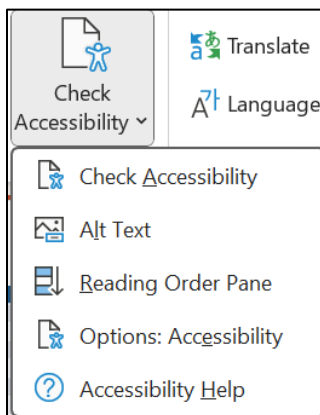 Check
Accessibility
Translate
Language
Check Accessibility
Alt Text
Reading Order Pane
Options: Accessibility
Accessibility Help